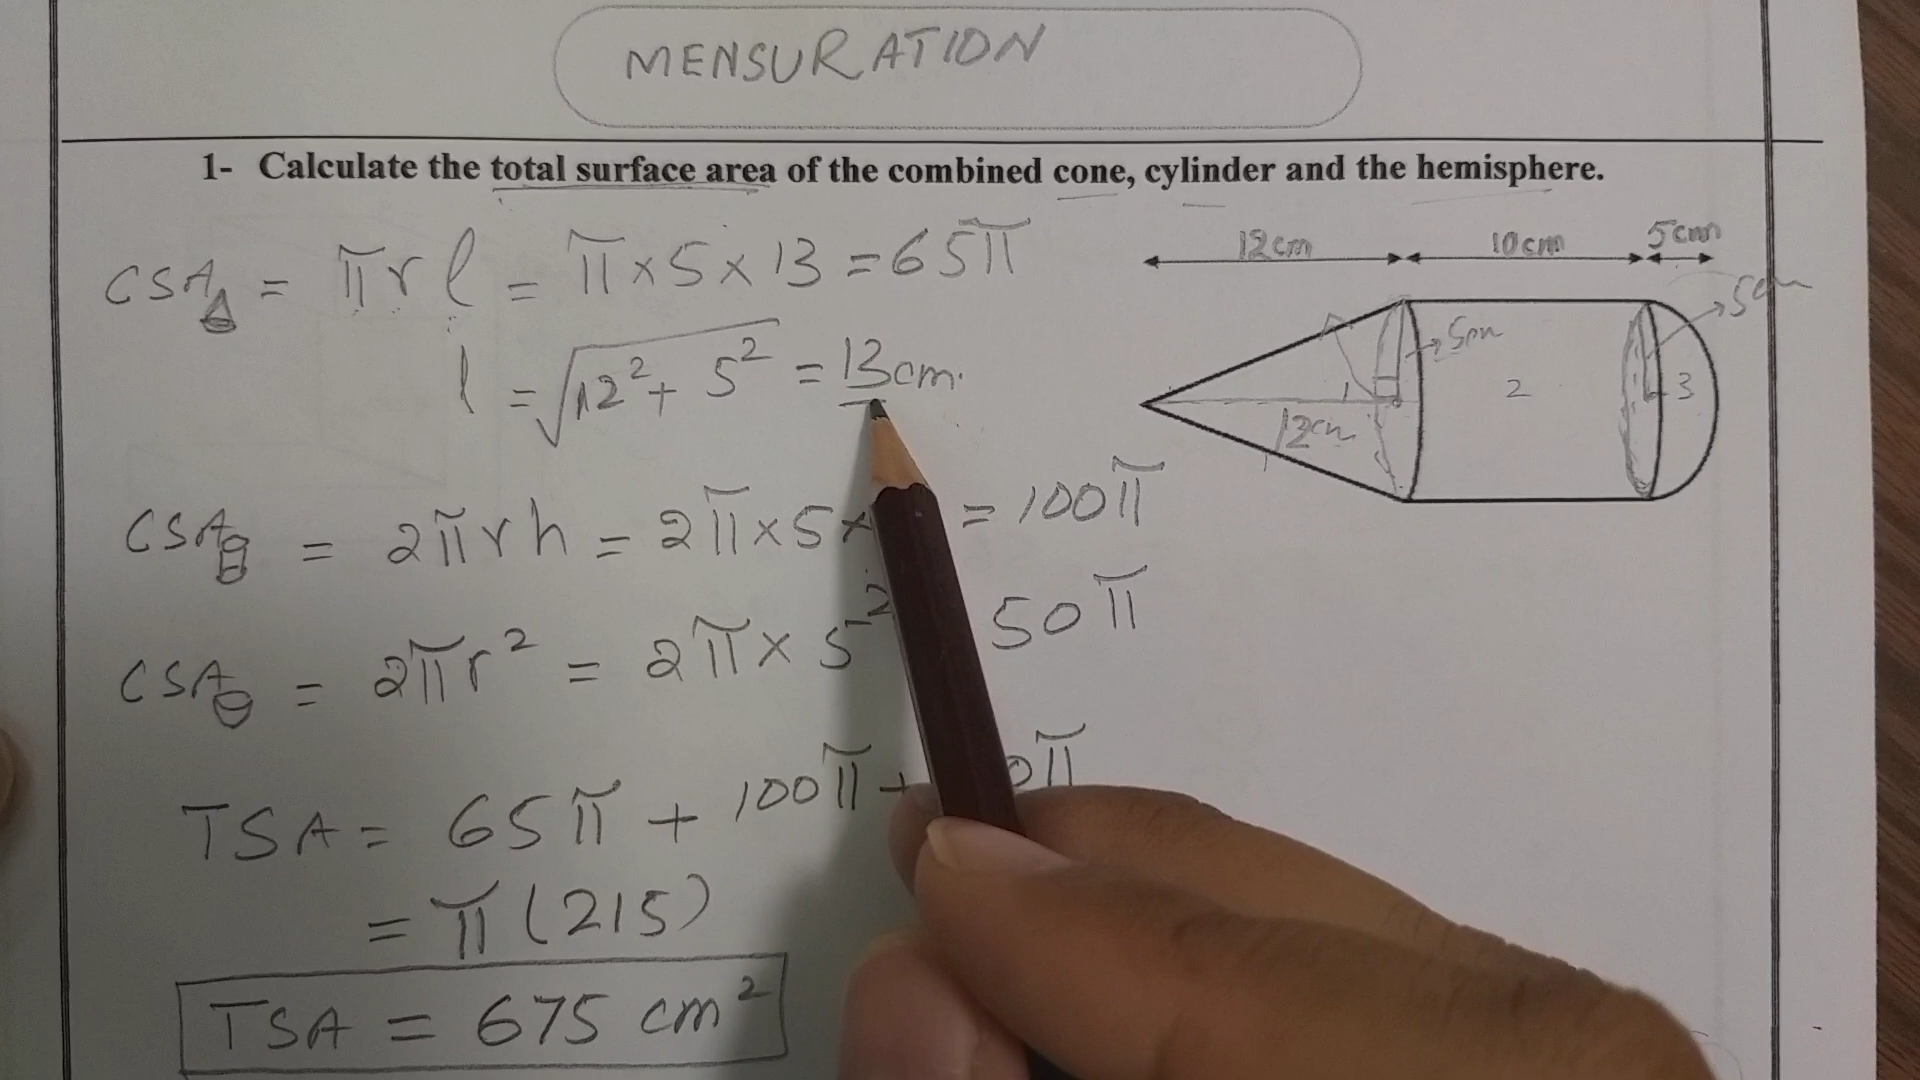 MENSURATION
1- Calculate the total surface area of the combined cone, cylinder and the hemisphere.
CSA = πrl = π×5×13 = 65π
l = √12² + 5² = 13cm.
CSA = 2πrh = 2π×5× = 100π
CSA = 2πr² = 2π×5² 50π
TSA = 65π + 100π + 0π
= π(215)
TSA = 675 cm²
12cm 10cm 5cm
5cm
5cm
1 2 3
12cm